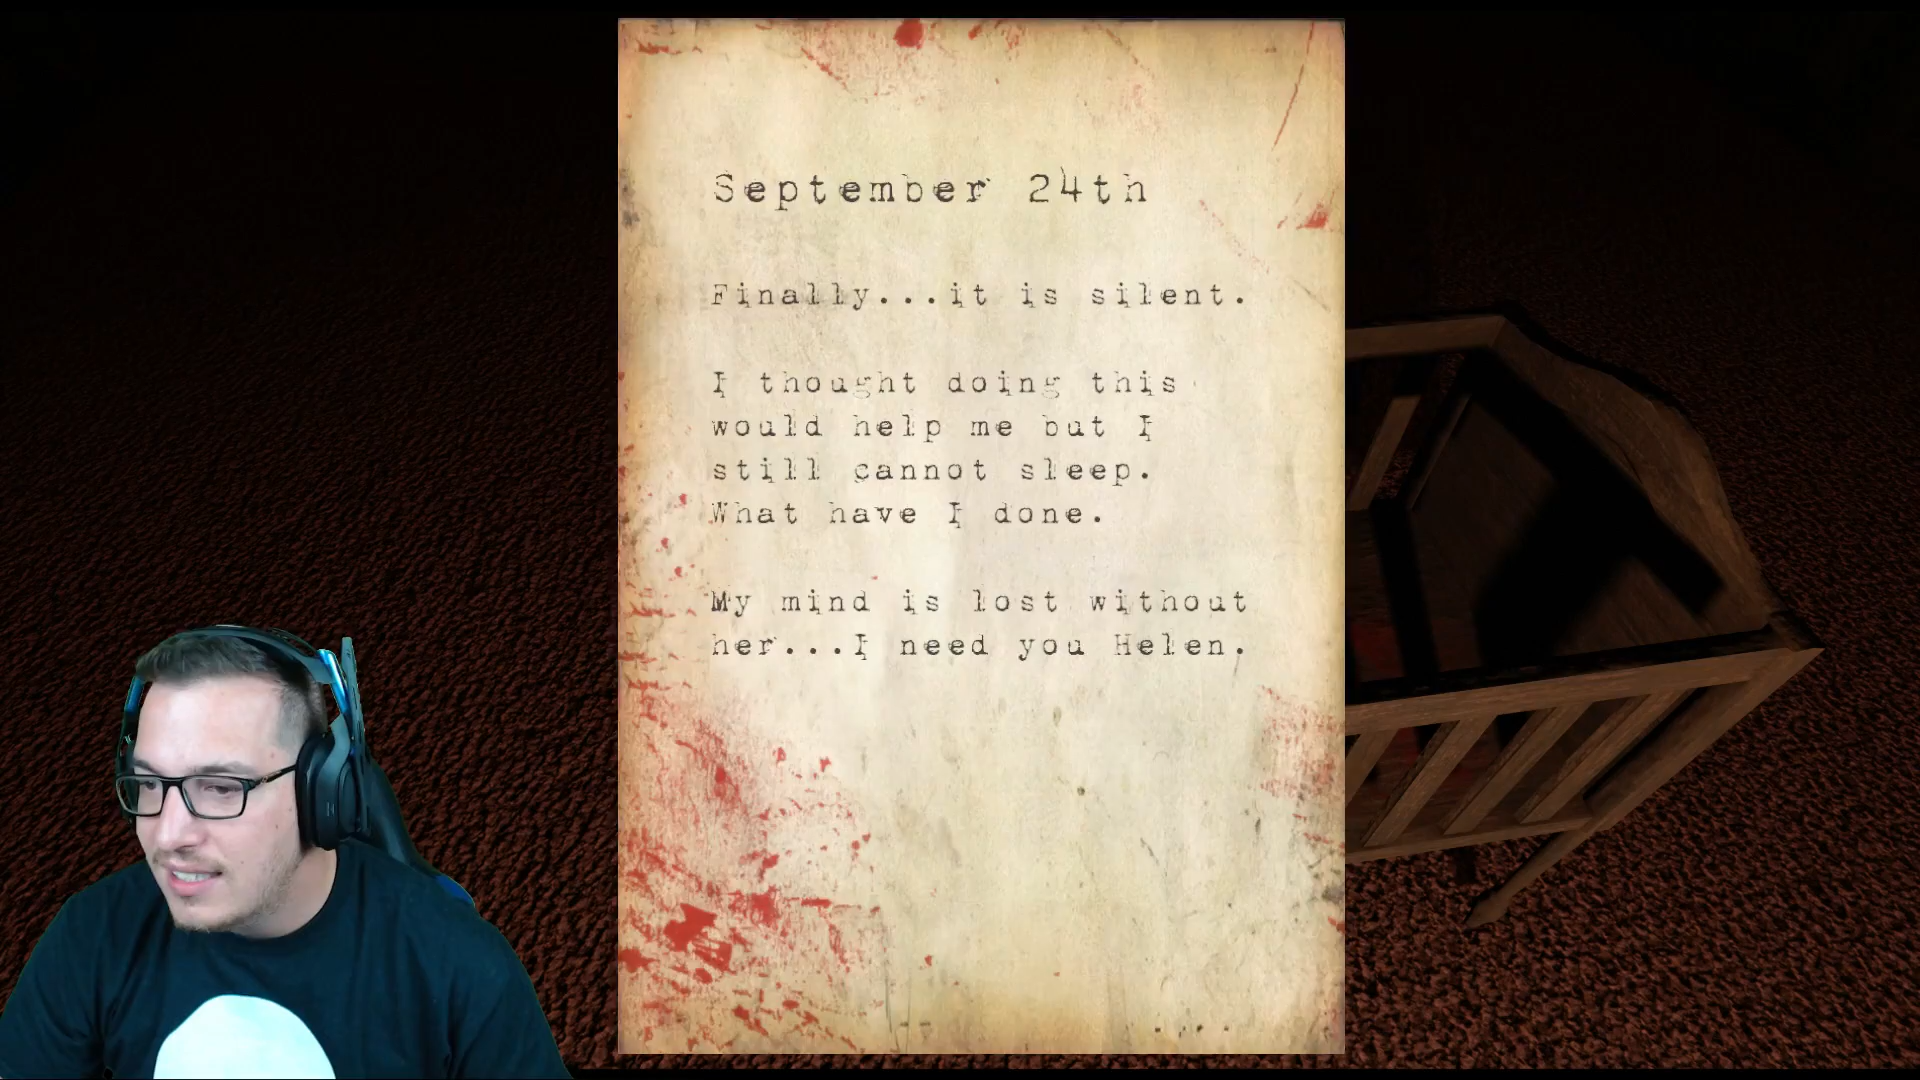 September 24th
Finally...it is silent.
I thought doing this
would help me but I
still cannot sleep.
What have I done.
My mind is lost without
her...I need you Helen.